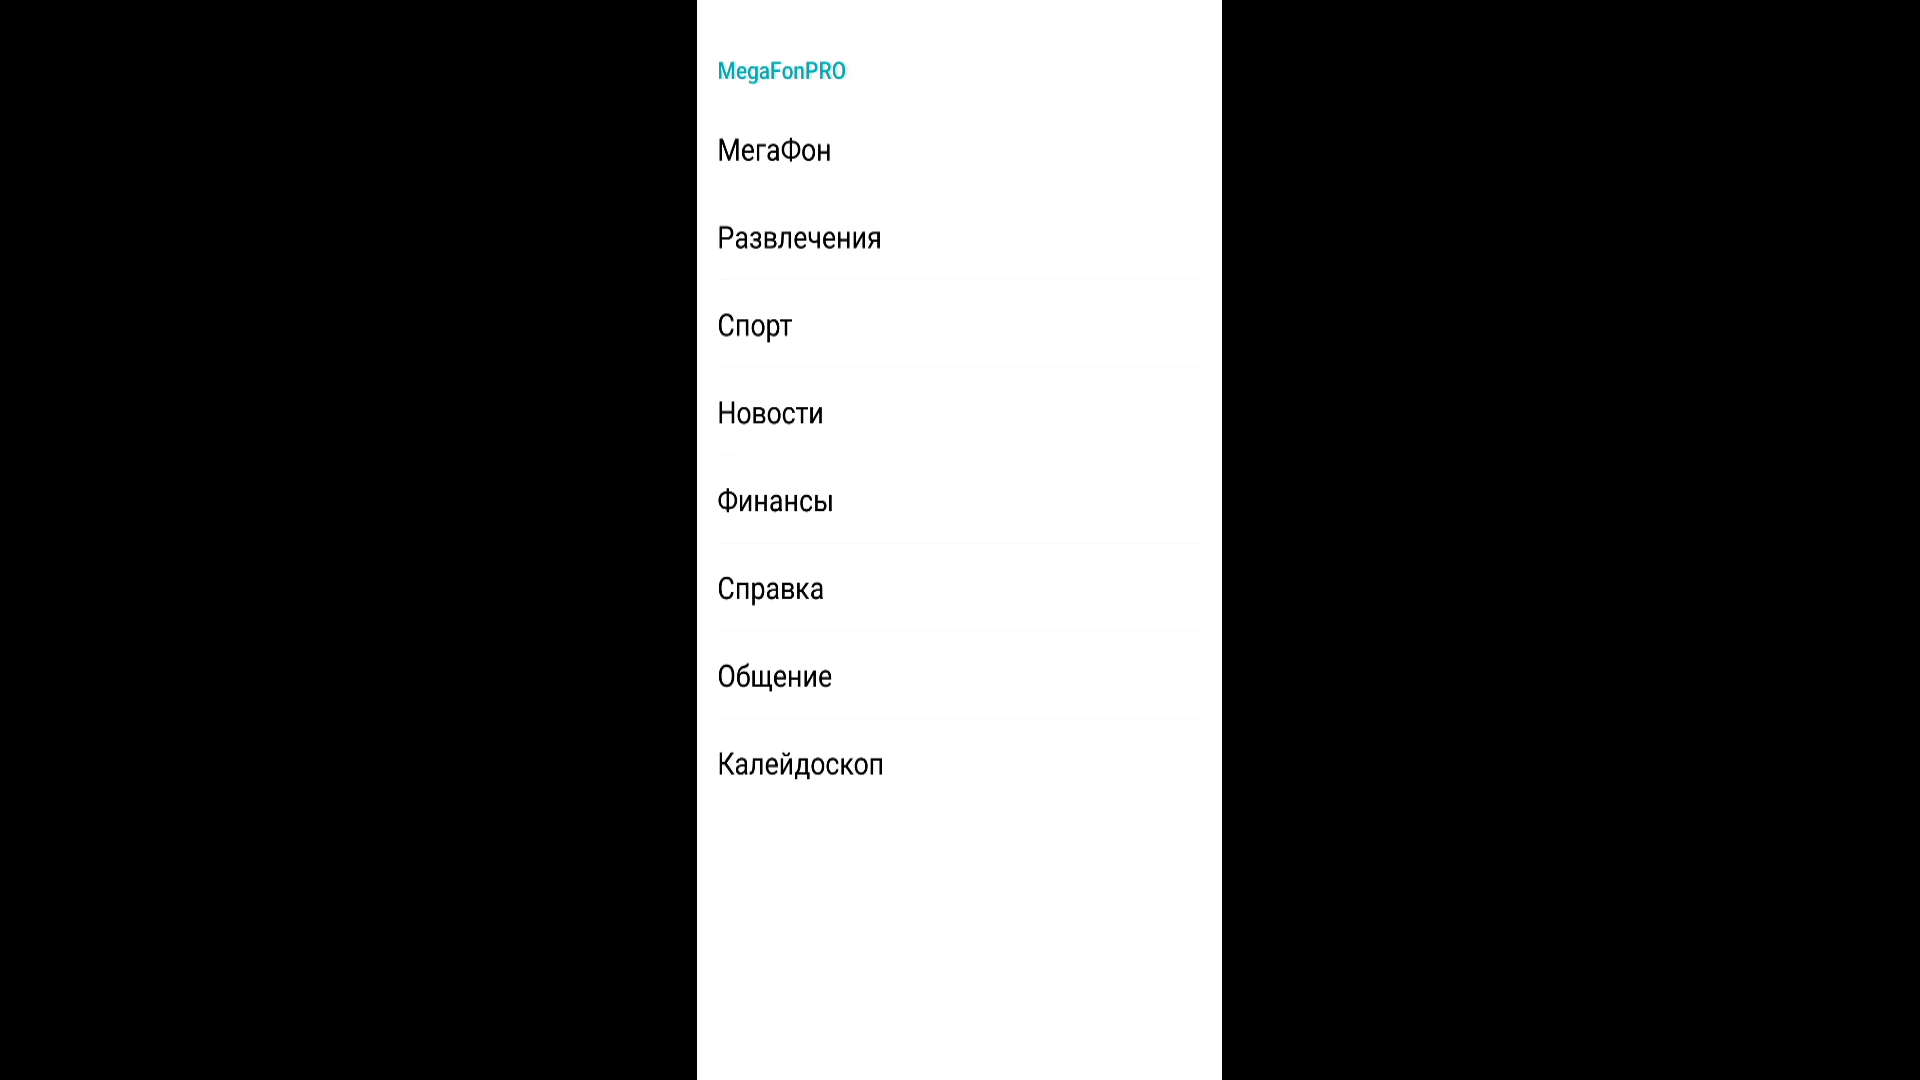 MegaFonPRO
МегаФон
Развлечения
Спорт
Новости
Финансы
Справка
Общение
Калейдоскоп